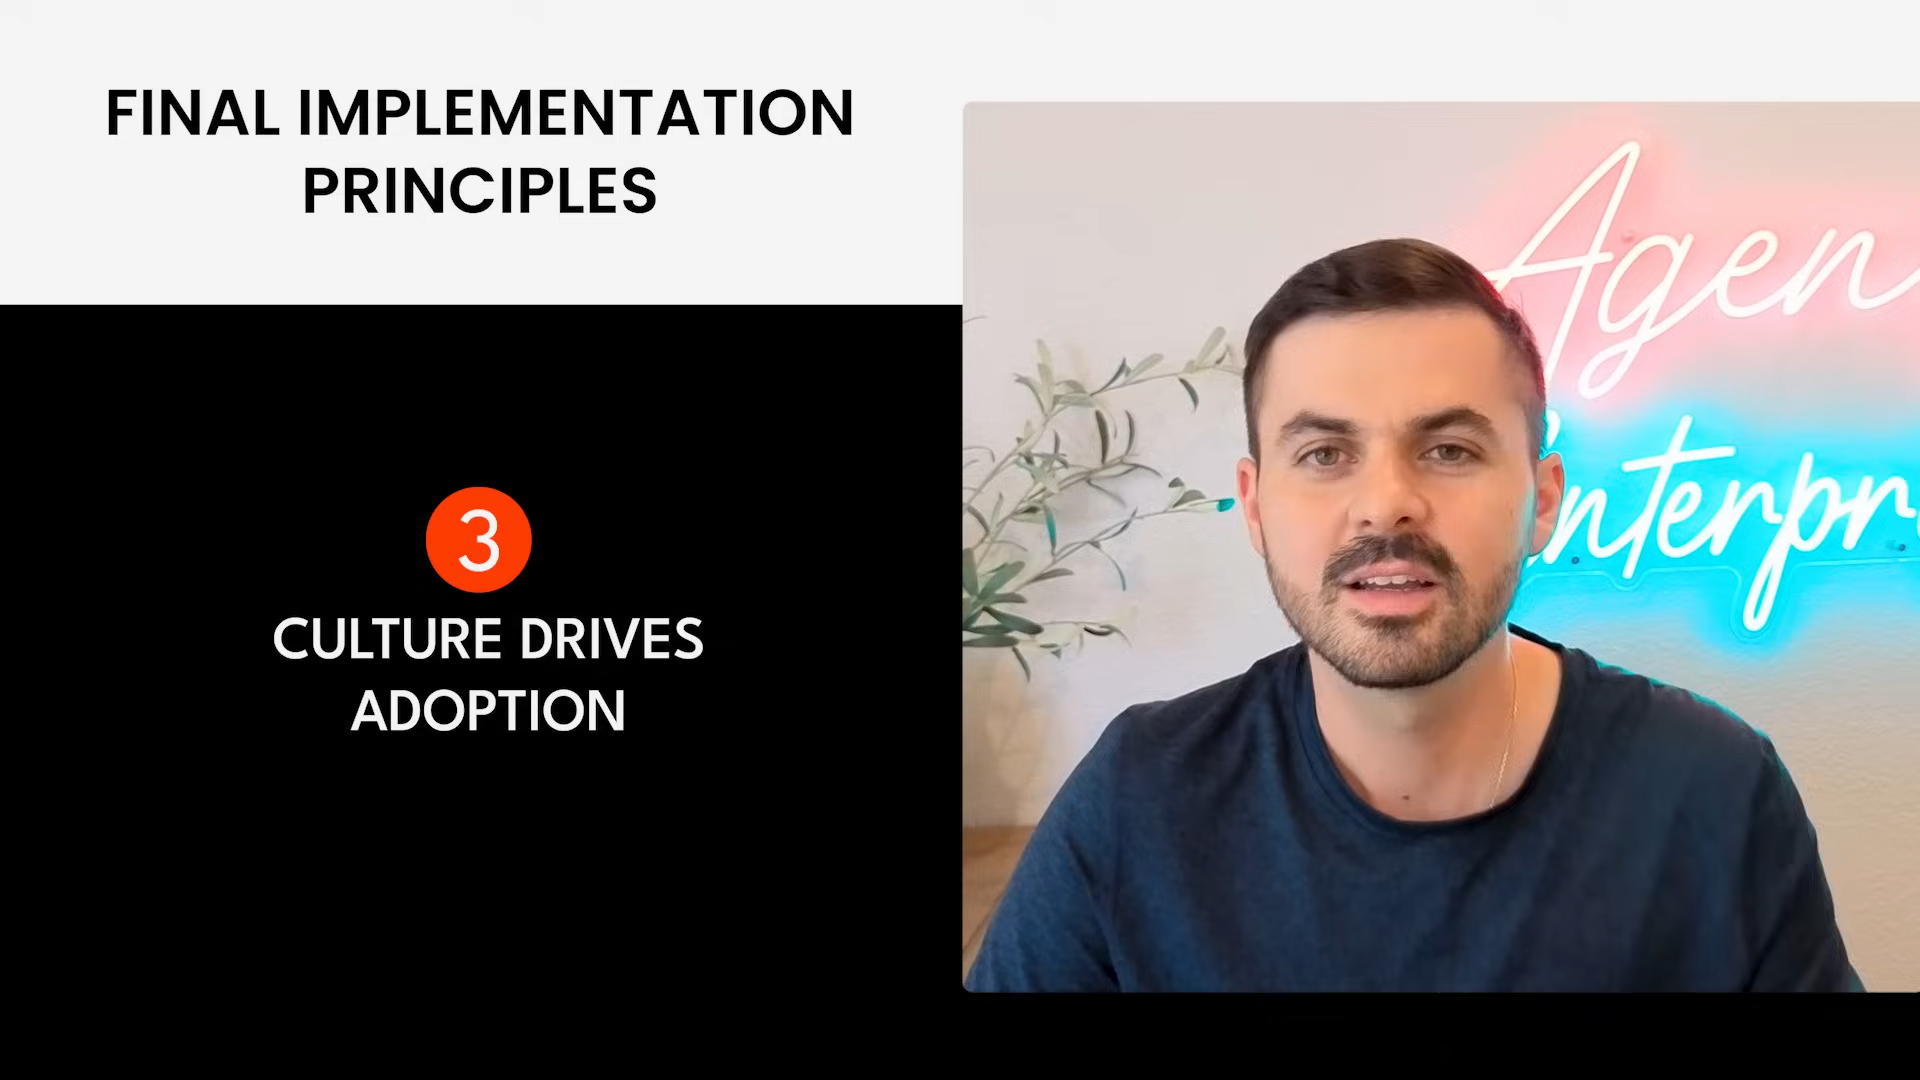 FINAL IMPLEMENTATION
PRINCIPLES
3
CULTURE DRIVES
ADOPTION